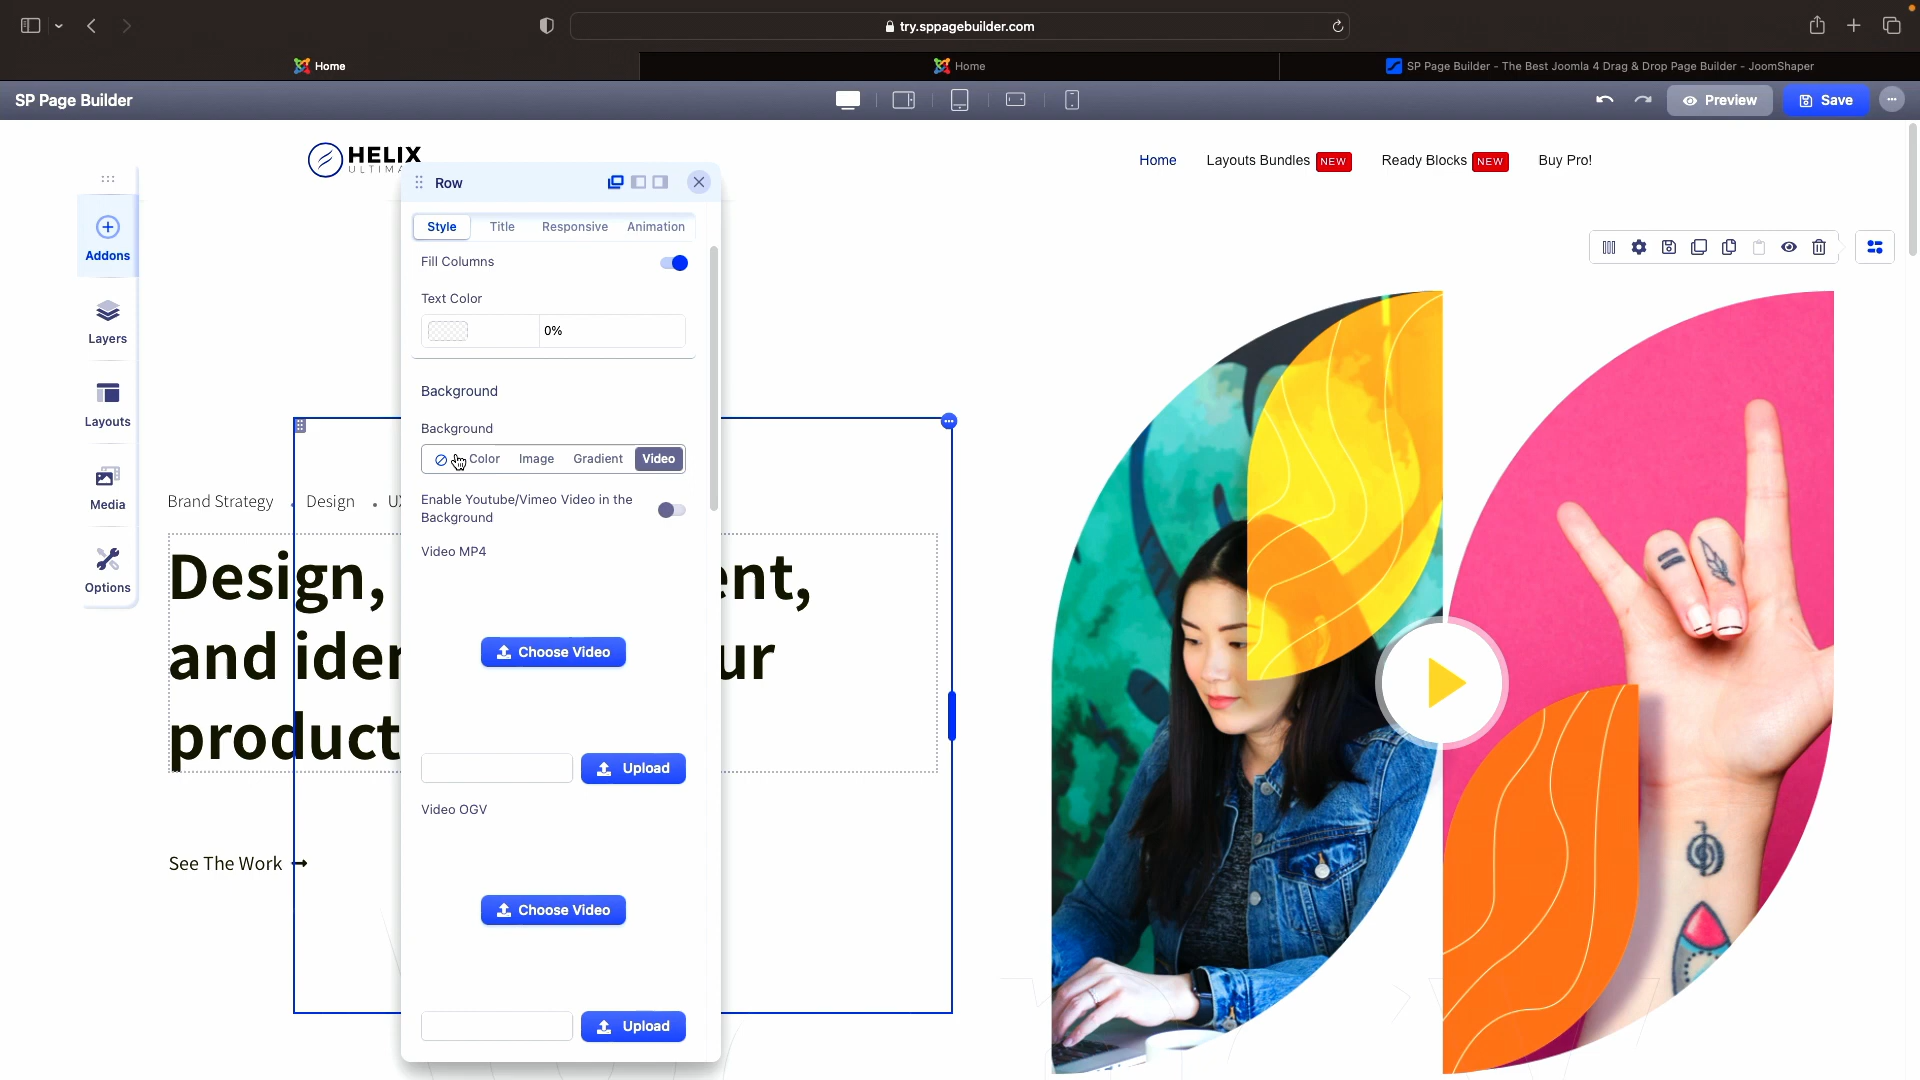 try.sppagebuilder.com
Home
Home
SP Page Builder - The Best Joomla 4 Drag & Drop Page Builder - JoomShaper
SP Page Builder
Preview
Save
HELIX
Home
Layouts Bundles NEW
Ready Blocks NEW
Buy Pro!
Row
Style
Title
Responsive
Animation
Addons
Layers
Layouts
Media
Options
Fill Columns
Text Color
0%
Background
Background
Color
Image
Gradient
Video
Enable Youtube/Vimeo Video in the
Background
Video MP4
Choose Video
Upload
Video OGV
Choose Video
Upload
Brand Strategy
Design
Design,
and
product
See The Work